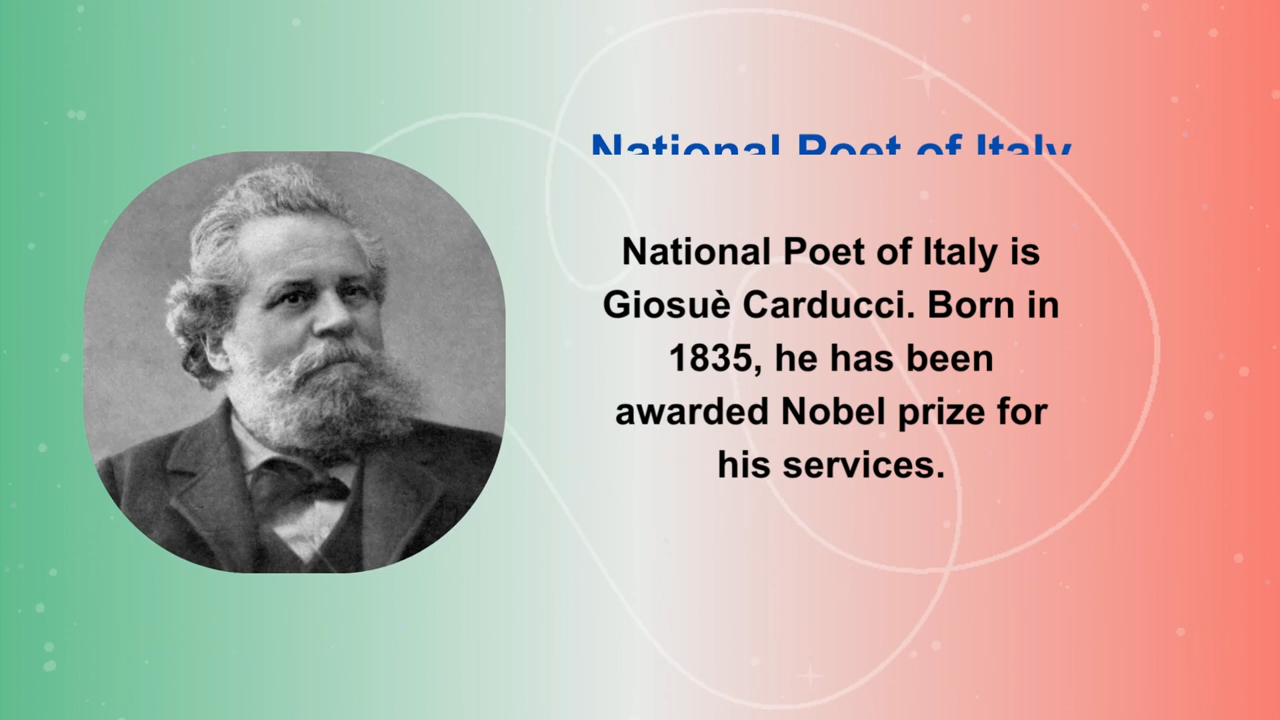 National Poet of Italy
National Poet of Italy is
Giosuè Carducci. Born in
1835, he has been
awarded Nobel prize for
his services.